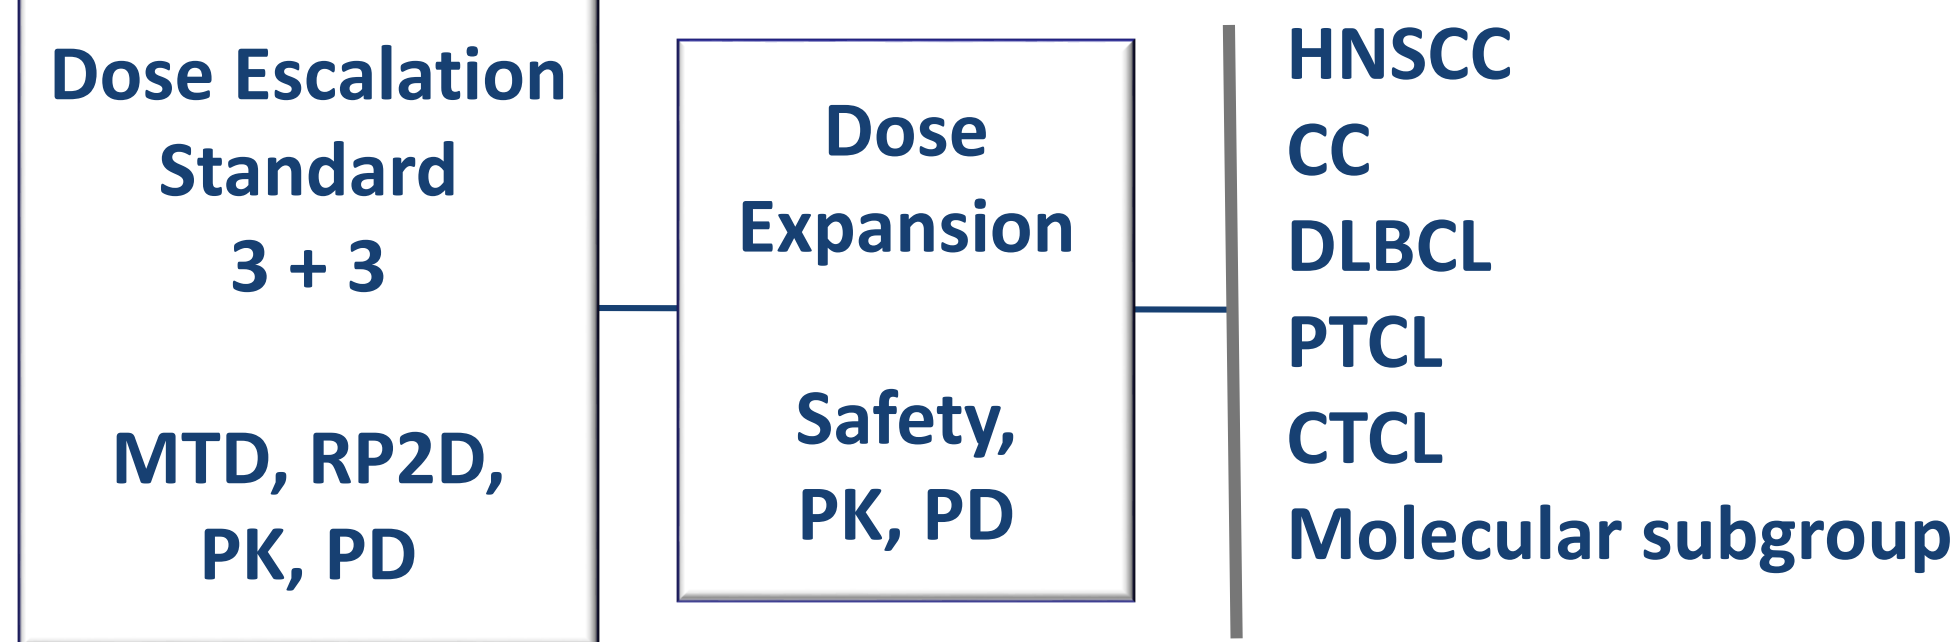 Dose Escalation
Standard
3 + 3
MTD, RP2D,
PK, PD
Dose
Expansion
Safety,
PK, PD
HNSCC
CC
DLBCL
PTCL
CTCL
Molecular subgroup